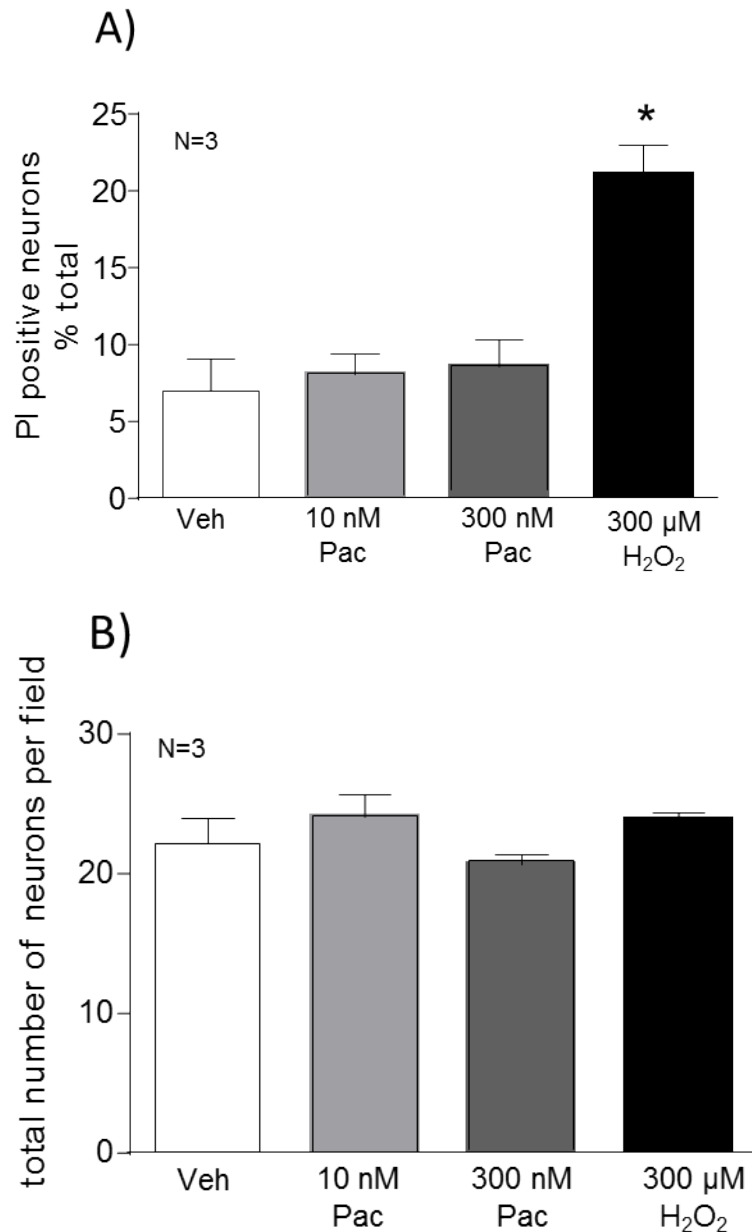 A)
PI positive neurons
% total
25
20
15
10
5
0
N=3
*
Veh
10 nM
Pac
300 nM
Pac
300 µM
H₂O₂
B)
total number of neurons per field
30
20
10
0
N=3
Veh
10 nM
Pac
300 nM
Pac
300 µM
H₂O₂